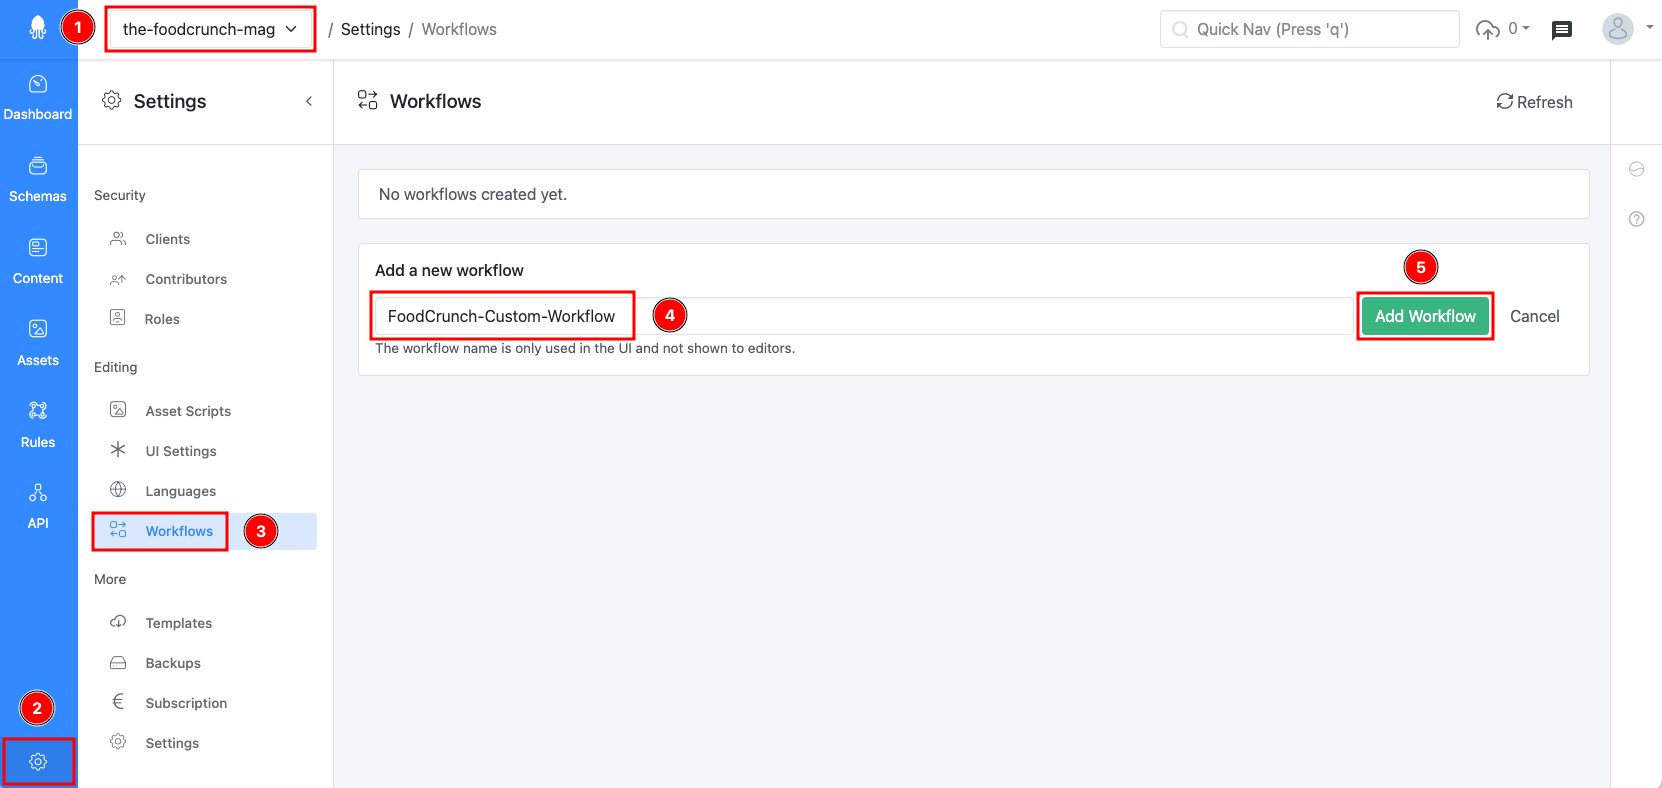 1
the-foodcrunch-mag / Settings / Workflows
Quick Nav (Press 'q')
0
Dashboard
Schemas
Content
Assets
Rules
API
2
Settings
Security
Clients
Contributors
Roles
Editing
Asset Scripts
UI Settings
Languages
Workflows
3
More
Templates
Backups
€ Subscription
Settings
Workflows
Refresh
No workflows created yet.
Add a new workflow
5
FoodCrunch-Custom-Workflow
4
Add Workflow
Cancel
The workflow name is only used in the UI and not shown to editors.
?